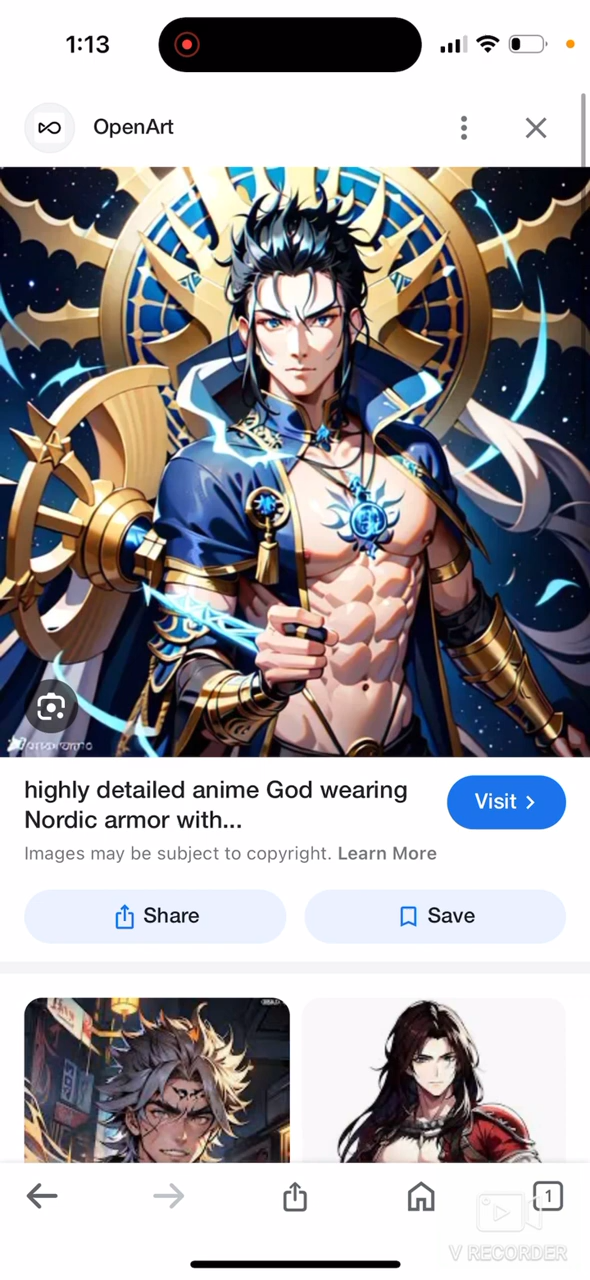 1:13
OpenArt
highly detailed anime God wearing
Nordic armor with...
Visit
Images may be subject to copyright. Learn More
Share
Save
1
V RECORDER